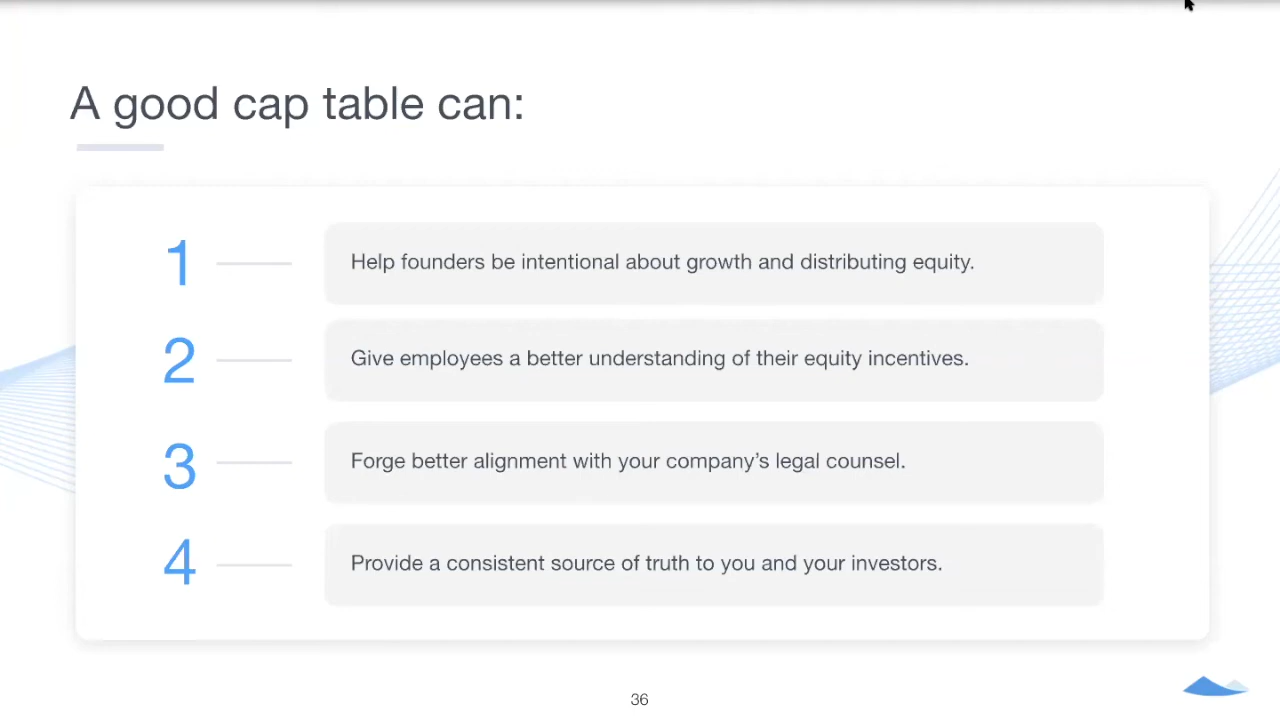 A good cap table can:
1
Help founders be intentional about growth and distributing equity.
2
Give employees a better understanding of their equity incentives.
3
Forge better alignment with your company’s legal counsel.
4
Provide a consistent source of truth to you and your investors.
36